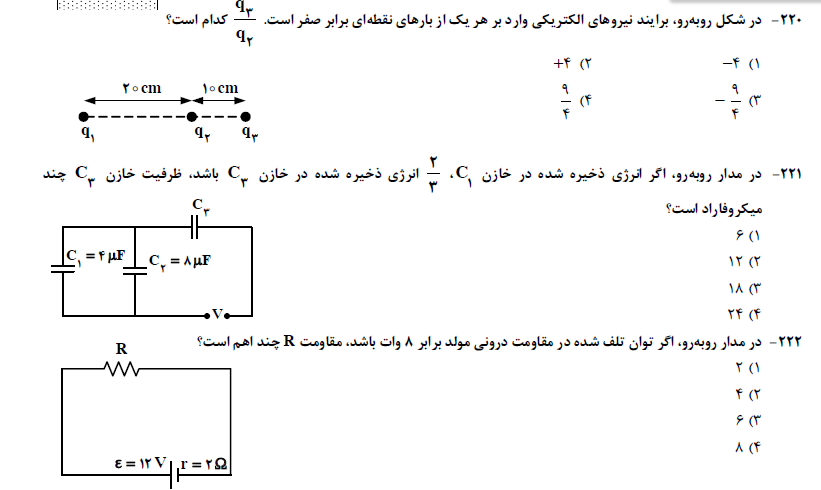 ۲۲۰- در شکل روبه‌رو، برایند نیروهای الکتریکی وارد بر هر یک از بارهای نقطه‌ای برابر صفر است. q۳/q۲ کدام است؟
۱) -۴
۲) +۴
۳) -۹/۴
۴) ۹/۴
۲۰cm ۱۰cm
q۱ q۲ q۳
۲۲۱- در مدار روبه‌رو، اگر انرژی ذخیره شده در خازن C۱، ۲/۳ انرژی ذخیره شده در خازن C۳ باشد، ظرفیت خازن C۳ چند
میکروفاراد است؟
۱) ۶
۲) ۱۲
۳) ۱۸
۴) ۲۴
C۳
C۱ = ۴ μF
C۲ = ۸ μF
V
۲۲۲- در مدار روبه‌رو، اگر توان تلف شده در مقاومت درونی مولد برابر ۸ وات باشد، مقاومت R چند اهم است؟
۱) ۲
۲) ۴
۳) ۶
۴) ۸
R
ε = ۱۲ V r = ۲ Ω